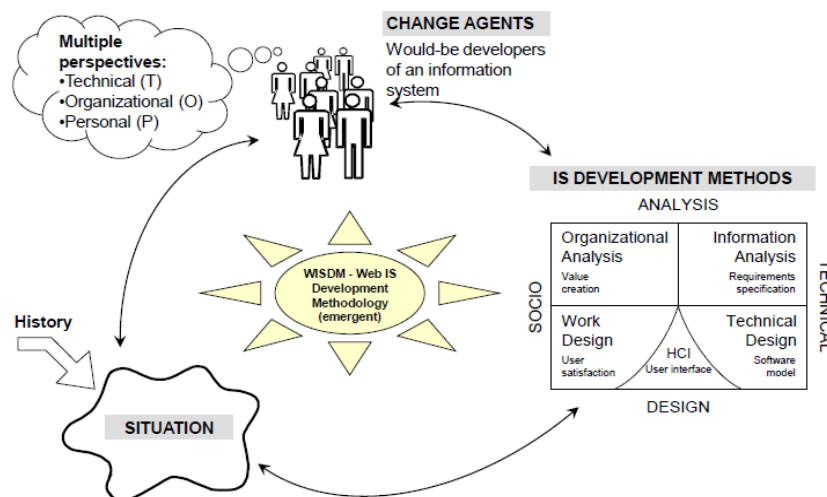 Multiple
perspectives:
•Technical (T)
•Organizational (O)
•Personal (P)
CHANGE AGENTS
Would-be developers
of an information
system
IS DEVELOPMENT METHODS
ANALYSIS
SOCIO
TECHNICAL
Organizational
Analysis
Value
creation
Information
Analysis
Requirements
specification
Work
Design
User
satisfaction
HCI
User interface
Technical
Design
Software
model
DESIGN
WISDM - Web IS
Development
Methodology
(emergent)
History
SITUATION